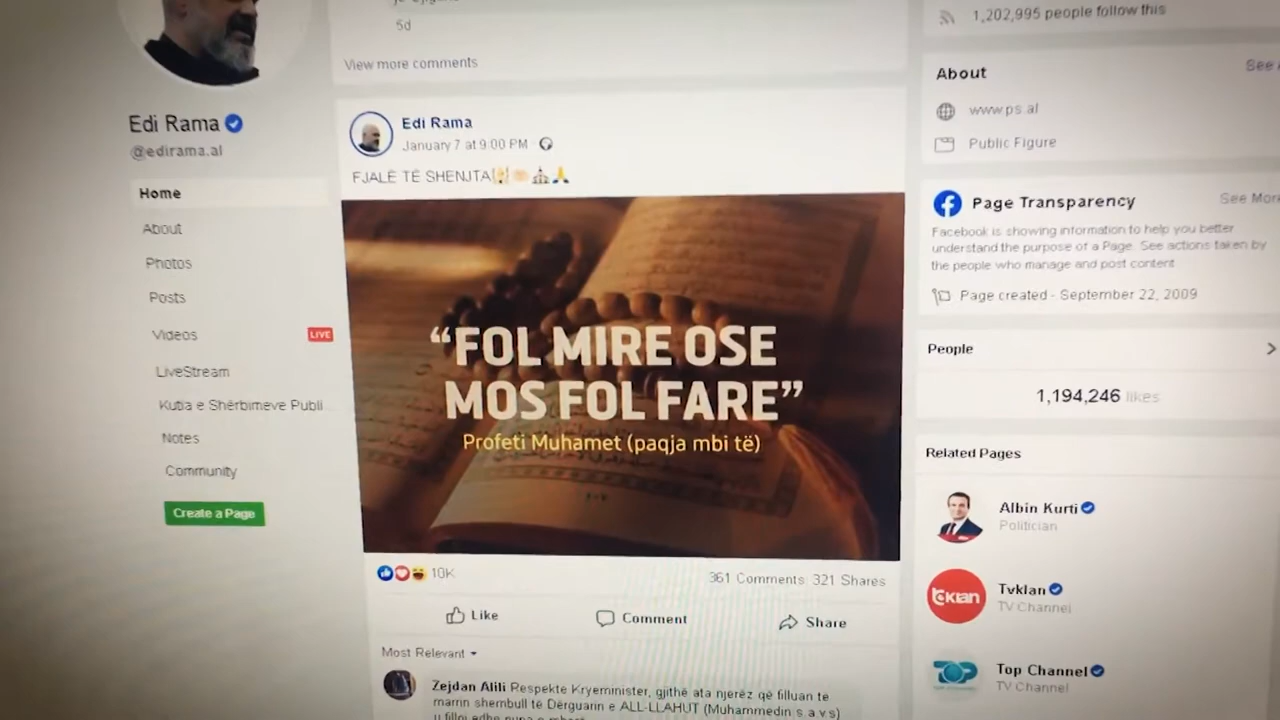 5d
View more comments
1,202,995 people follow this
About
See
www.ps.al
Public Figure
Edi Rama
@edirama.al
Home
About
Photos
Posts
Videos
LIVE
LiveStream
Kutia e Shërbimeve Publi
Notes
Community
Create a Page
Edi Rama
January 7 at 9:00 PM
FJALË TË SHENJTA
“FOL MIRE OSE
MOS FOL FARE”
Profeti Muhamet (paqja mbi të)
10K
361 Comments 321 Shares
Like
Comment
Share
Most Relevant
Zejdan Alili Respekte Kryeminister, gjithë ata njerëz që filluan te
marrin shembull të Dërguarin e ALL-LLAHUT (Muhammedin s.a.v.s)
Page Transparency
See More
Facebook is showing information to help you better
understand the purpose of a Page. See actions taken by
the people who manage and post content.
Page created - September 22, 2009
People
1,194,246 likes
Related Pages
Albin Kurti
Politician
KLAN
Tvklan
TV Channel
Top Channel
TV Channel